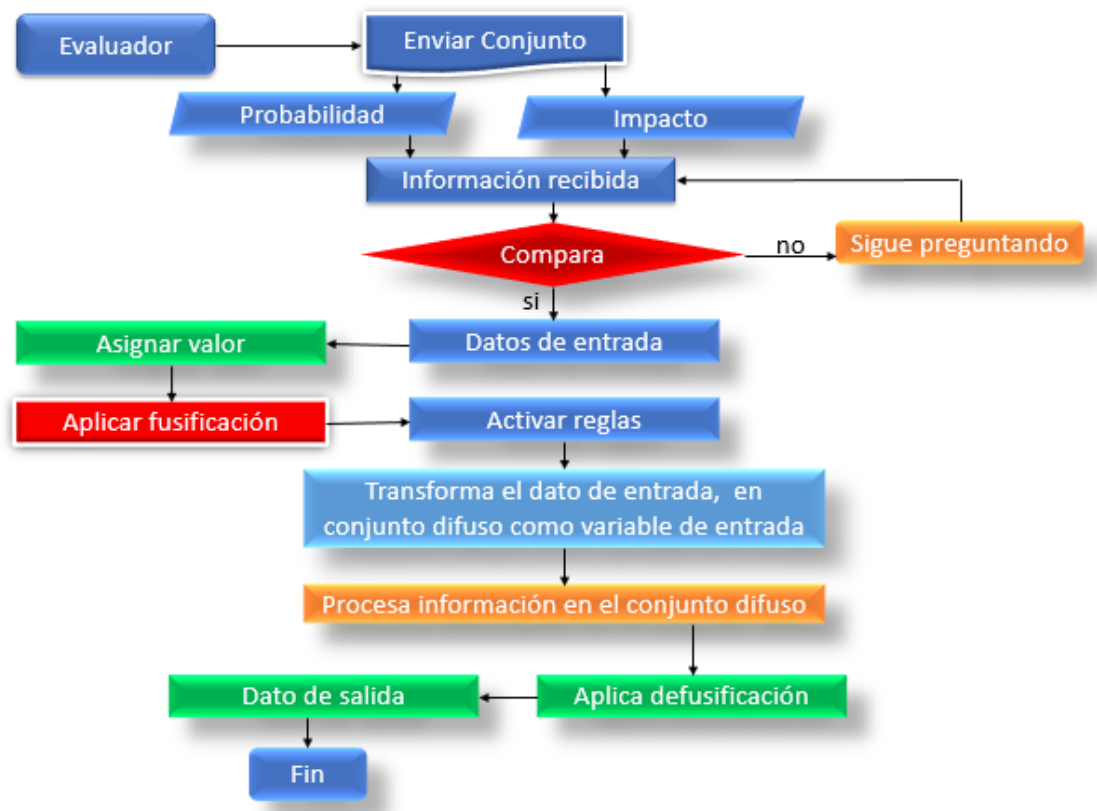 Evaluador
Enviar Conjunto
Probabilidad
Impacto
Información recibida
Compara
no
Sigue preguntando
si
Asignar valor
Datos de entrada
Aplicar fusificación
Activar reglas
Transforma el dato de entrada, en
conjunto difuso como variable de entrada
Procesa información en el conjunto difuso
Dato de salida
Aplica defusificación
Fin